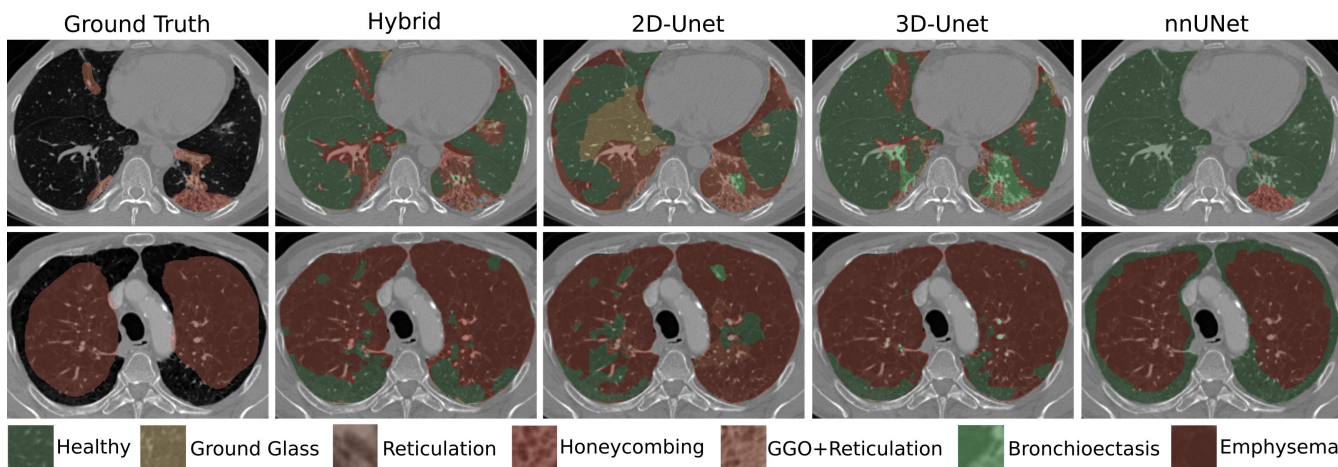 Ground Truth Hybrid 2D-Unet 3D-Unet nnUNet
Healthy Ground Glass Reticulation Honeycombing GGO+Reticulation Bronchioectasis Emphysema